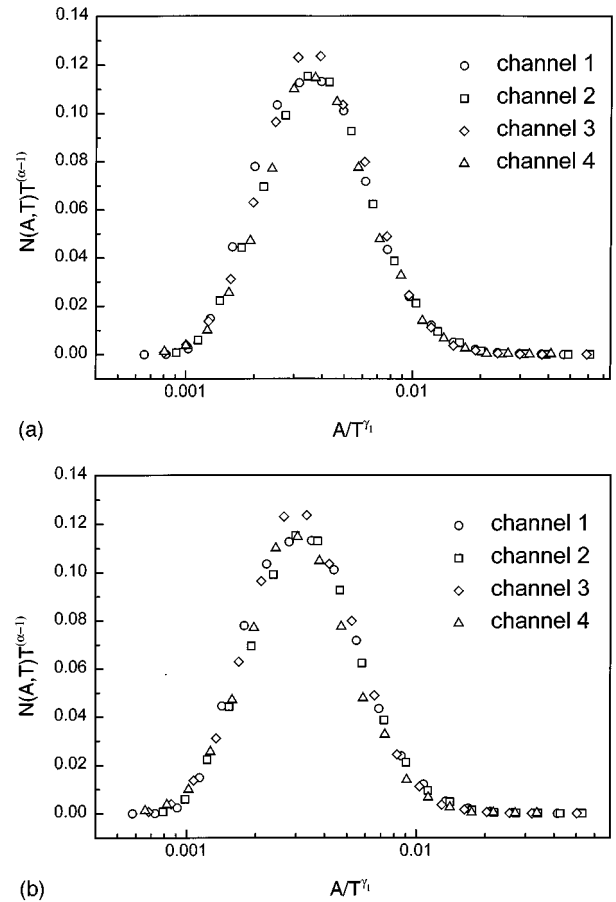 0.14
0.12
0.10
0.08
0.06
0.04
0.02
0.00
N(A,T)T^(α−1)
channel 1
channel 2
channel 3
channel 4
0.001
0.01
(a)
A/T^γ₁
0.14
0.12
0.10
0.08
0.06
0.04
0.02
0.00
N(A,T)T^(α−1)
channel 1
channel 2
channel 3
channel 4
0.001
0.01
(b)
A/T^γ₁